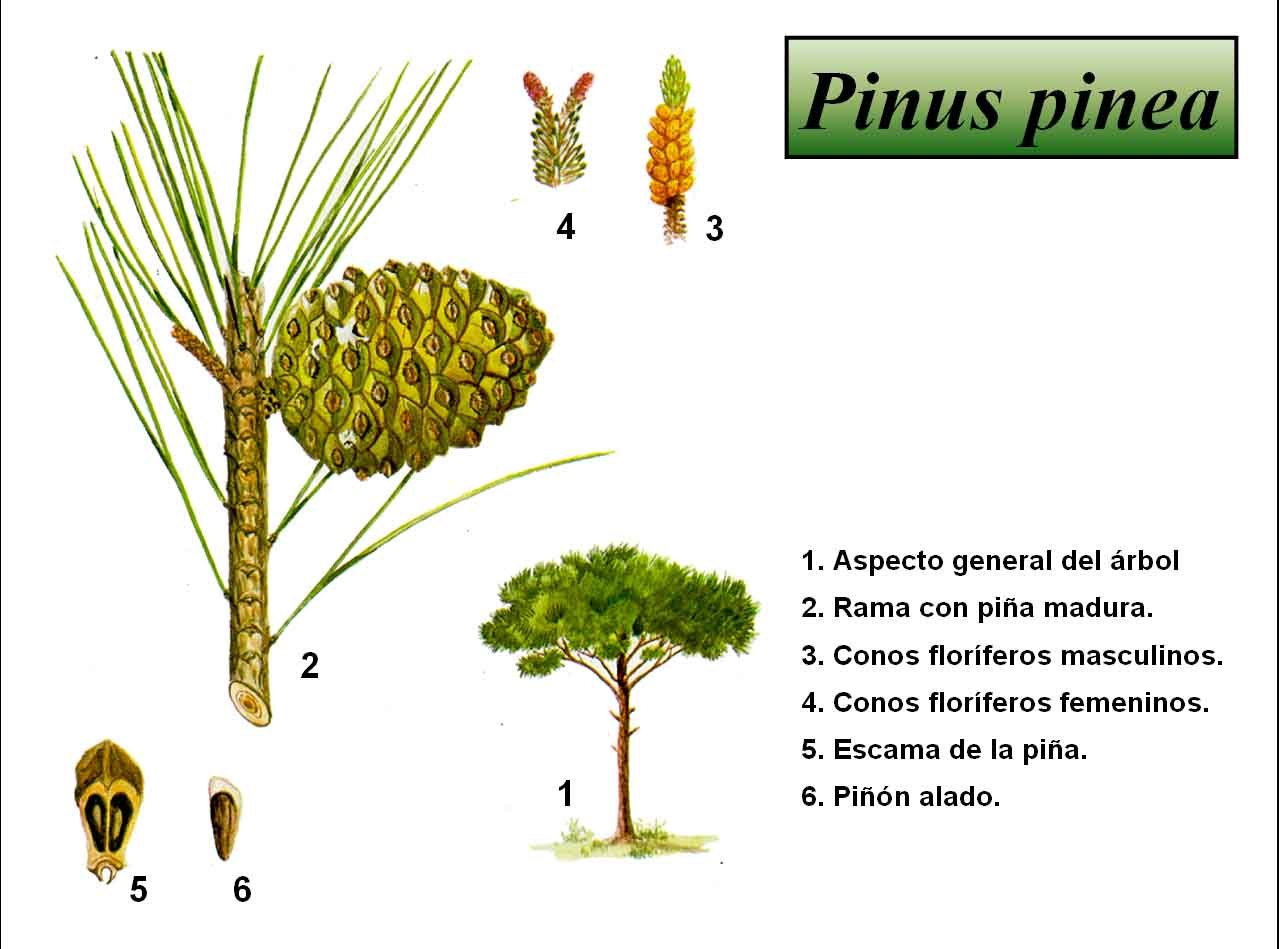 Pinus pinea
4
3
2
1
5
6
1. Aspecto general del árbol
2. Rama con piña madura.
3. Conos floríferos masculinos.
4. Conos floríferos femeninos.
5. Escama de la piña.
6. Piñón alado.